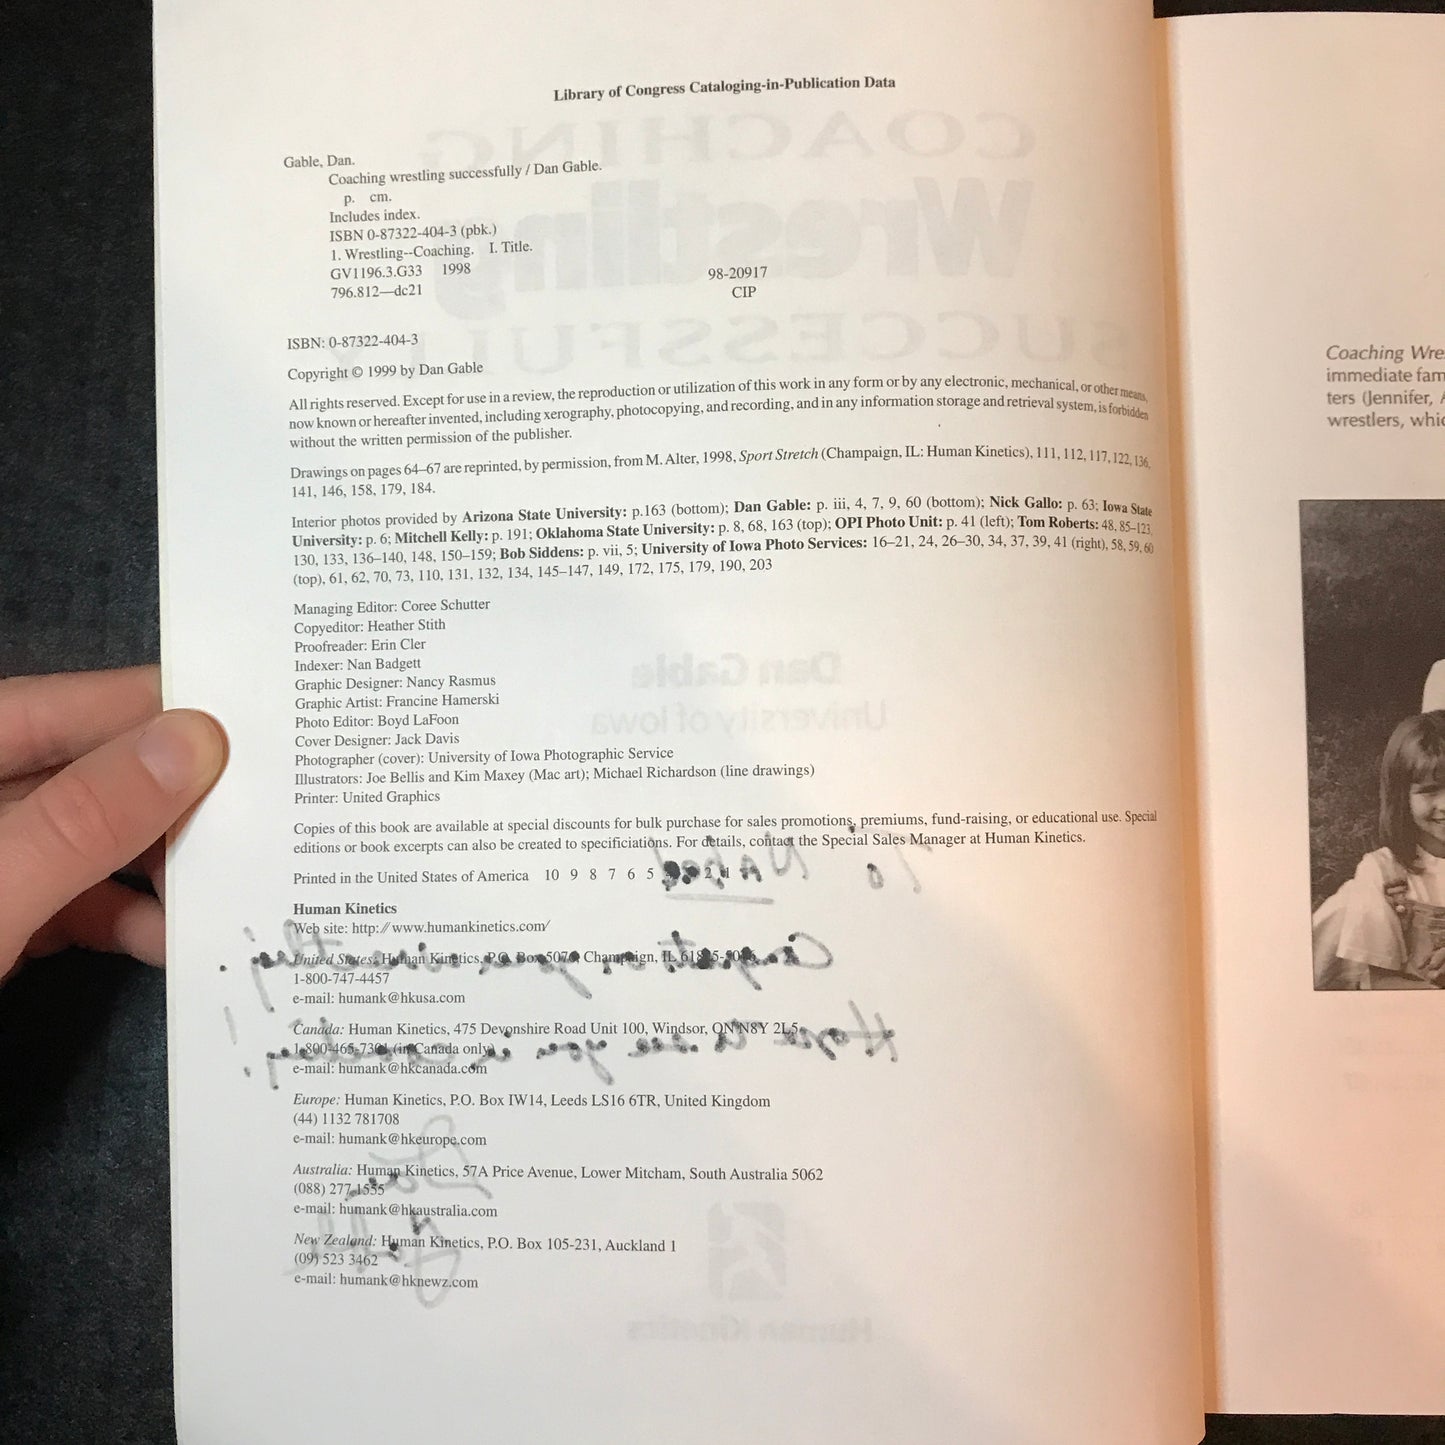 Library of Congress Cataloging-in-Publication Data
Gable, Dan.
Coaching wrestling successfully / Dan Gable.
p. cm.
Includes index.
ISBN 0-87322-404-3 (pbk.)
1. Wrestling--Coaching. I. Title.
GV1196.3.G33 1998 98-20917
796.812—dc21 CIP
ISBN: 0-87322-404-3
Copyright © 1999 by Dan Gable
All rights reserved. Except for use in a review, the reproduction or utilization of this work in any form or by any electronic, mechanical, or other means,
now known or hereafter invented, including xerography, photocopying, and recording, and in any information storage and retrieval system, is forbidden
without the written permission of the publisher.
Drawings on pages 64–67 are reprinted, by permission, from M. Alter, 1998, Sport Stretch (Champaign, IL: Human Kinetics), 111, 112, 117, 122, 136,
141, 146, 158, 179, 184.
Interior photos provided by Arizona State University: p.163 (bottom); Dan Gable: p. iii, 4, 7, 9, 60 (bottom); Nick Gallo: p. 63; Iowa State
University: p. 6; Mitchell Kelly: p. 191; Oklahoma State University: p. 8, 68, 163 (top); OPI Photo Unit: p. 41 (left); Tom Roberts: 48, 85–123,
130, 133, 136–140, 148, 150–159; Bob Siddens: p. vii, 5; University of Iowa Photo Services: 16–21, 24, 26–30, 34, 37, 39, 41 (right), 58, 59, 60
(top), 61, 62, 70, 73, 110, 131, 132, 134, 145–147, 149, 172, 175, 179, 190, 203
Managing Editor: Coree Schutter
Copyeditor: Heather Stith
Proofreader: Erin Cler
Indexer: Nan Badgett
Graphic Designer: Nancy Rasmus
Graphic Artist: Francine Hamerski
Photo Editor: Boyd LaFoon
Cover Designer: Jack Davis
Photographer (cover): University of Iowa Photographic Service
Illustrators: Joe Bellis and Kim Maxey (Mac art); Michael Richardson (line drawings)
Printer: United Graphics
Copies of this book are available at special discounts for bulk purchase for sales promotions, premiums, fund-raising, or educational use. Special
editions or book excerpts can also be created to specificiations. For details, contact the Special Sales Manager at Human Kinetics.
Printed in the United States of America 10 9 8 7 6 5 2 1
Human Kinetics
Web site: http://www.humankinetics.com/
United States: Human Kinetics, P.O. Box 5076, Champaign, IL
1-800-747-4457
e-mail: humank@hkusa.com
Canada: Human Kinetics, 475 Devonshire Road Unit 100, Windsor, ON N8Y 2L5
1-800-465-7301 (in Canada only)
e-mail: humank@hkcanada.com
Europe: Human Kinetics, P.O. Box IW14, Leeds LS16 6TR, United Kingdom
(44) 1132 781708
e-mail: humank@hkeurope.com
Australia: Human Kinetics, 57A Price Avenue, Lower Mitcham, South Australia 5062
(088) 277 1555
e-mail: humank@hkaustralia.com
New Zealand: Human Kinetics, P.O. Box 105-231, Auckland 1
(09) 523 3462
e-mail: humank@hknewz.com
Coaching Wre
immediate fam
ters (Jennifer, A
wrestlers, whic